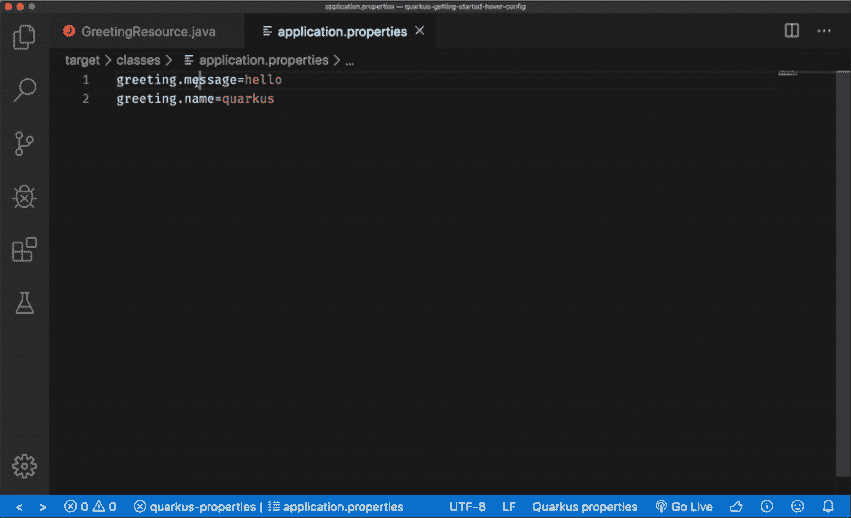 application.properties — quarkus-getting-started-hover-config
GreetingResource.java
application.properties
target > classes > application.properties > ...
1 greeting.message=hello
2 greeting.name=quarkus
0 0 quarkus-properties | application.properties UTF-8 LF Quarkus properties Go Live